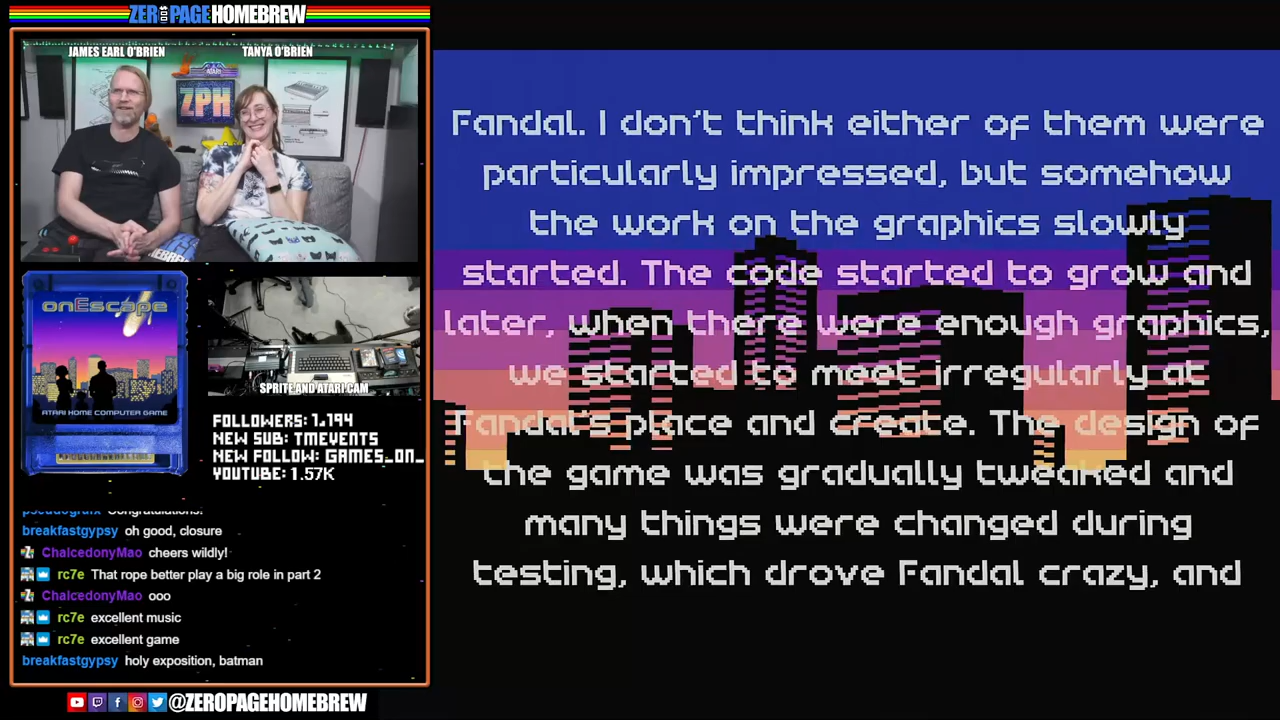 ZEROPAGE HOMEBREW
JAMES EARL O'BRIEN
TANYA O'BRIEN
ATARI
ZPH
onEscape
ATARI HOME COMPUTER GAME
SPRITE AND ATARI CAM
FOLLOWERS: 1,194
NEW SUB: TMEVENTS
NEW FOLLOW: GAMES_ON_
YOUTUBE: 1.57K
pseudografx Congratulations!
breakfastgypsy oh good, closure
ChalcedonyMao cheers wildly!
rc7e That rope better play a big role in part 2
ChalcedonyMao ooo
rc7e excellent music
rc7e excellent game
breakfastgypsy holy exposition, batman
@ZEROPAGEHOMEBREW
Fandal. I don't think either of them were
particularly impressed, but somehow
the work on the graphics slowly
started. The code started to grow and
later, when there were enough graphics,
we started to meet irregularly at
Fandal's place and create. The design of
the game was gradually tweaked and
many things were changed during
testing, which drove Fandal crazy, and